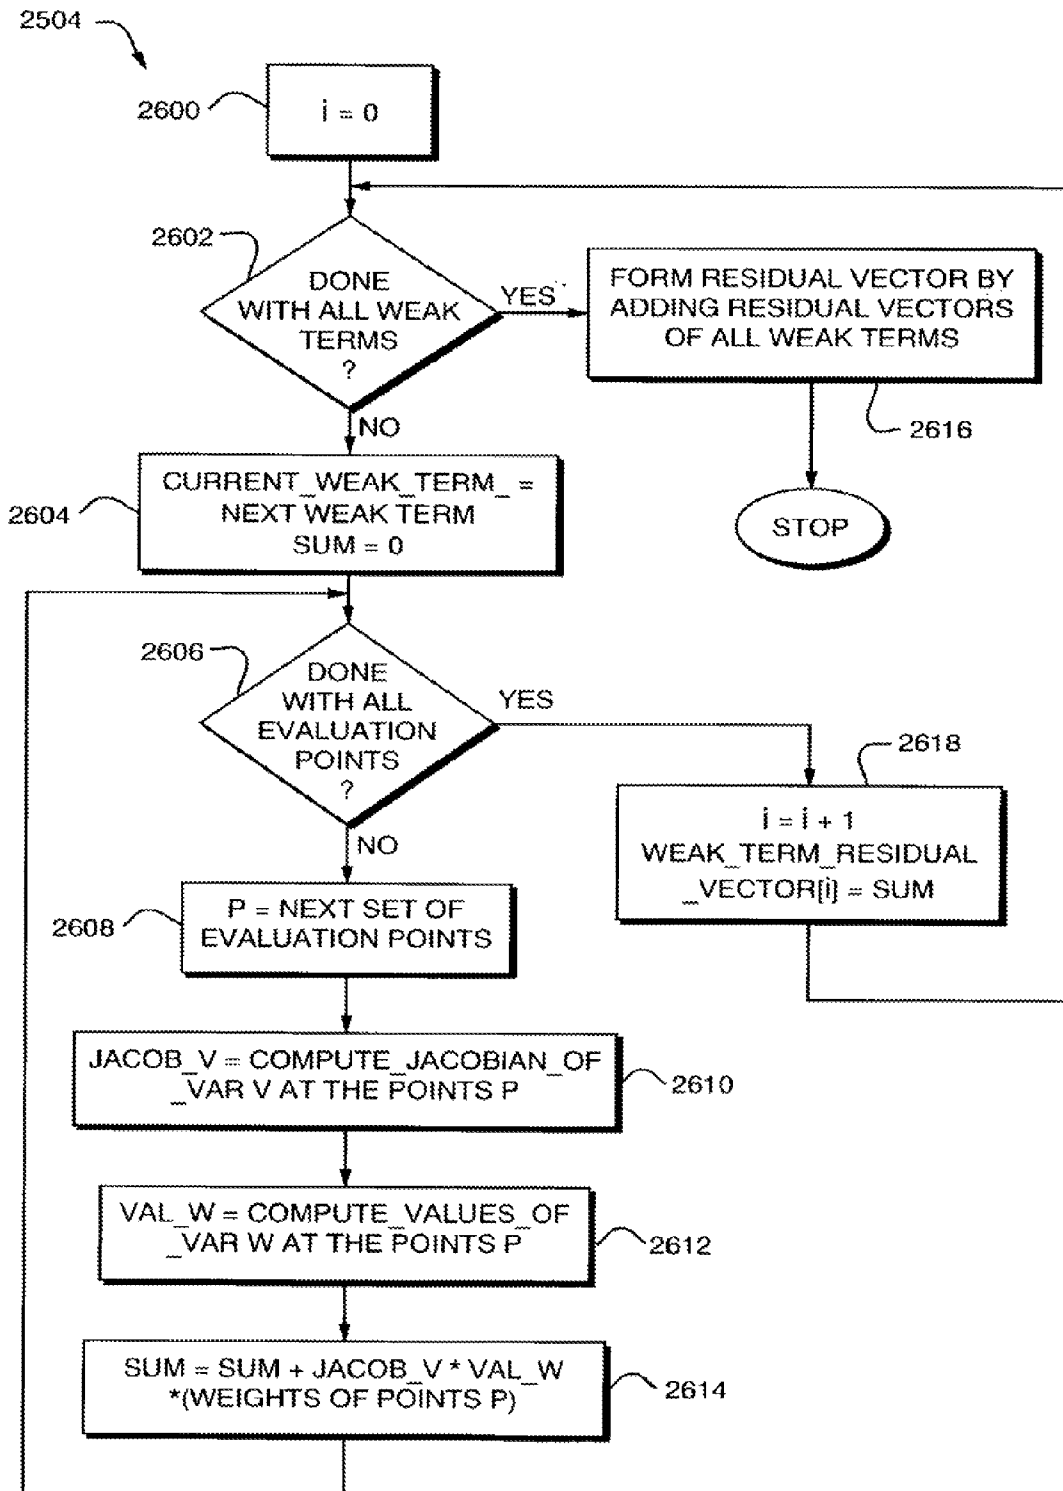 2504
2600
i = 0
2602
DONE
WITH ALL WEAK
TERMS
?
YES
FORM RESIDUAL VECTOR BY
ADDING RESIDUAL VECTORS
OF ALL WEAK TERMS
2616
STOP
NO
2604
CURRENT_WEAK_TERM_ =
NEXT WEAK TERM
SUM = 0
2606
DONE
WITH ALL
EVALUATION
POINTS
?
YES
2618
i = i + 1
WEAK_TERM_RESIDUAL
_VECTOR[i] = SUM
NO
2608
P = NEXT SET OF
EVALUATION POINTS
JACOB_V = COMPUTE_JACOBIAN_OF
_VAR V AT THE POINTS P
2610
VAL_W = COMPUTE_VALUES_OF
_VAR W AT THE POINTS P
2612
SUM = SUM + JACOB_V * VAL_W
*(WEIGHTS OF POINTS P)
2614